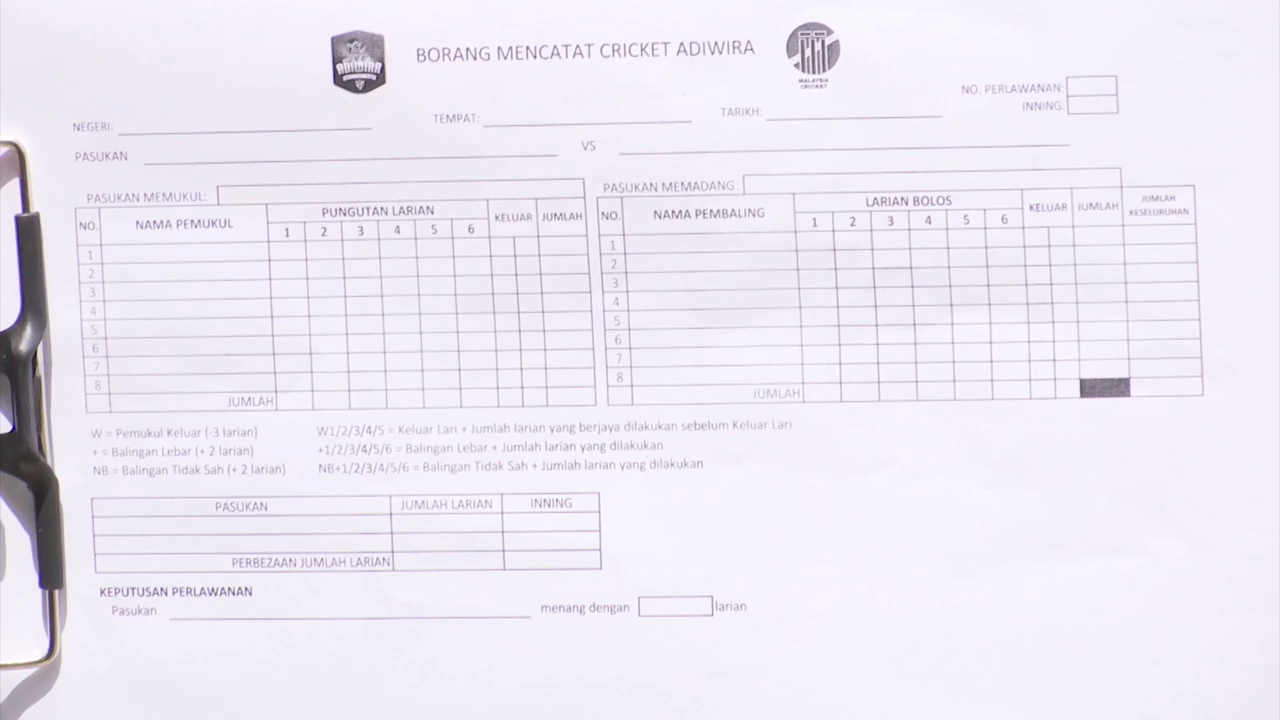 BORANG MENCATAT CRICKET ADIWIRA
ADIWIRA
MALAYSIA
CRICKET
NO. PERLAWANAN:
INNING:
NEGERI: TEMPAT: TARIKH:
PASUKAN VS
PASUKAN MEMUKUL:
NO. NAMA PEMUKUL PUNGUTAN LARIAN KELUAR JUMLAH
1 2 3 4 5 6
1
2
3
4
5
6
7
8
JUMLAH
PASUKAN MEMADANG:
NO. NAMA PEMBALING LARIAN BOLOS KELUAR JUMLAH JUMLAH KESELURUHAN
1 2 3 4 5 6
1
2
3
4
5
6
7
8
JUMLAH
W = Pemukul Keluar (-3 larian) W1/2/3/4/5 = Keluar Lari + Jumlah larian yang berjaya dilakukan sebelum Keluar Lari
+ = Balingan Lebar (+ 2 larian) +1/2/3/4/5/6 = Balingan Lebar + Jumlah larian yang dilakukan
NB = Balingan Tidak Sah (+ 2 larian) NB+1/2/3/4/5/6 = Balingan Tidak Sah + Jumlah larian yang dilakukan
PASUKAN JUMLAH LARIAN INNING
PERBEZAAN JUMLAH LARIAN
KEPUTUSAN PERLAWANAN
Pasukan menang dengan larian